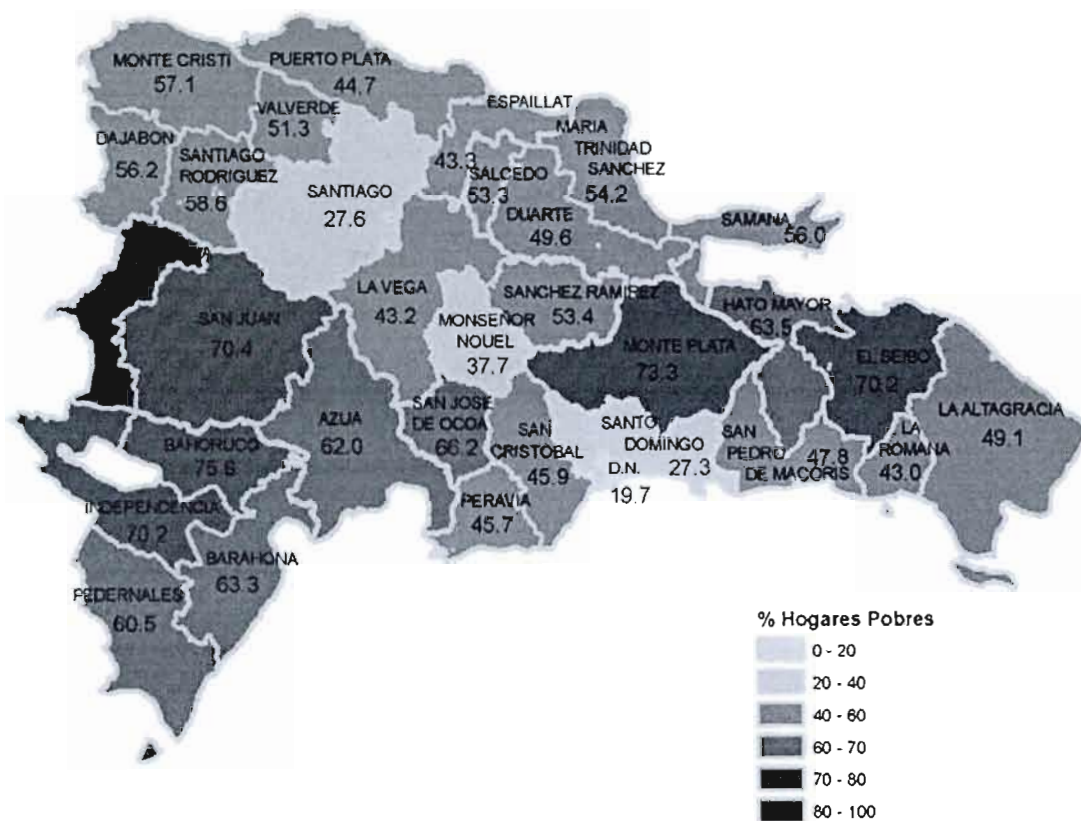 MONTE CRISTI
57.1
PUERTO PLATA
44.7
VALVERDE
51.3
ESPAILLAT
43.3
MARIA
TRINIDAD
SANCHEZ
54.2
DAJABON
56.2
SANTIAGO
RODRIGUEZ
58.6
SANTIAGO
27.6
SALCEDO
53.3
DUARTE
49.6
SAMANA
56.0
LA VEGA
43.2
SANCHEZ RAMIREZ
53.4
HATO MAYOR
63.5
SAN JUAN
70.4
MONSEÑOR
NOUEL
37.7
MONTE PLATA
73.3
EL SEIBO
70.2
LA ALTAGRACIA
49.1
AZUA
62.0
SAN JOSE
DE OCOA
66.2
SAN
CRISTOBAL
45.9
SANTO
DOMINGO
27.3
D.N.
19.7
SAN
PEDRO
DE MACORIS
47.8
LA
ROMANA
43.0
BAHORUCO
75.6
PERAVIA
45.7
INDEPENDENCIA
70.2
BARAHONA
63.3
PEDERNALES
60.5
% Hogares Pobres
0 - 20
20 - 40
40 - 60
60 - 70
70 - 80
80 - 100